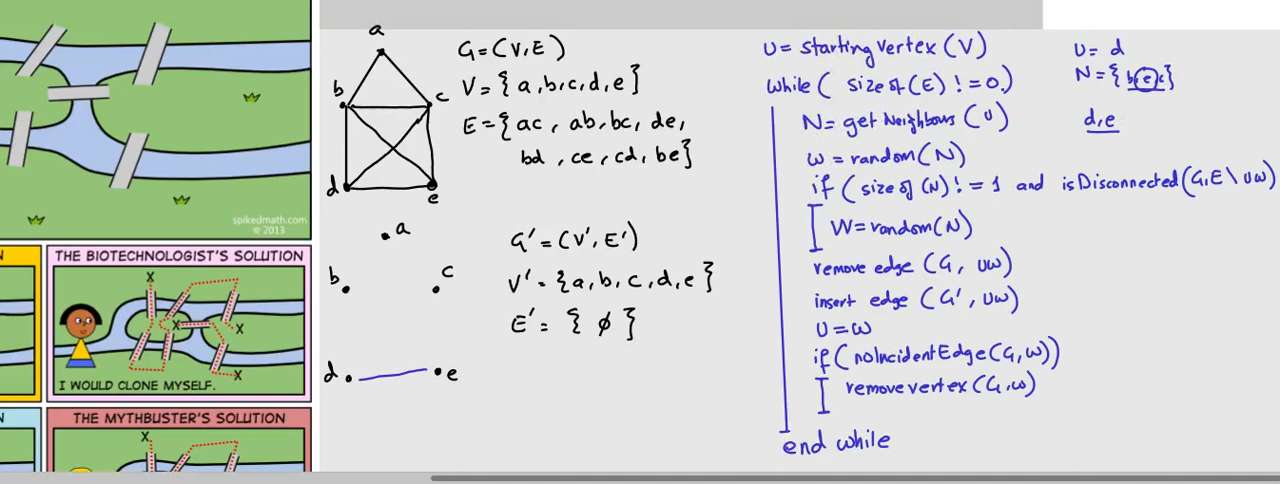 spikedmath.com
© 2013
THE BIOTECHNOLOGIST'S SOLUTION
X
X
X
X
I WOULD CLONE MYSELF.
THE MYTHBUSTER'S SOLUTION
X
a
b
c
d
e
G=(V,E)
V={a,b,c,d,e}
E={ac, ab, bc, de,
bd, ce, cd, be}
a
b
c
d
e
G'=(V',E')
V'={a,b,c,d,e}
E'={ϕ}
U=starting vertex(V)
while( size of(E) !=0.)
N=get Neighbours(U)
w=random(N)
if(size of(N)!=1 and isDisconnected(G,E\UW)
W=random(N)
remove edge (G, UW)
insert edge (G', UW)
U=w
if(noIncidentEdge(G,w))
remove vertex(G,w)
end while
U=d
N={b,e,c}
d,e